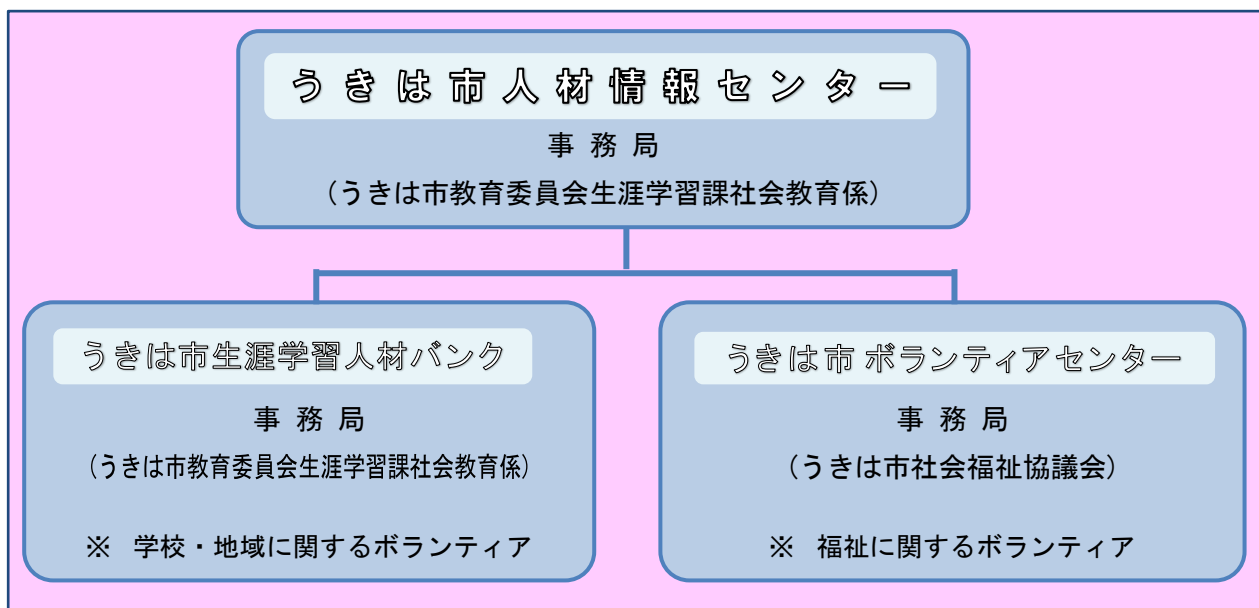 うきは市人材情報センター
事務局
（うきは市教育委員会生涯学習課社会教育係）
うきは市生涯学習人材バンク
事務局
（うきは市教育委員会生涯学習課社会教育係）
※ 学校・地域に関するボランティア
うきは市 ボランティアセンター
事務局
（うきは市社会福祉協議会）
※ 福祉に関するボランティア